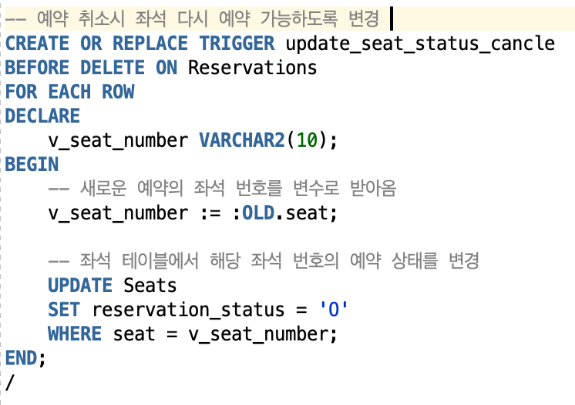 -- 예약 취소시 좌석 다시 예약 가능하도록 변경
CREATE OR REPLACE TRIGGER update_seat_status_cancle
BEFORE DELETE ON Reservations
FOR EACH ROW
DECLARE
    v_seat_number VARCHAR2(10);
BEGIN
    -- 새로운 예약의 좌석 번호를 변수로 받아옴
    v_seat_number := :OLD.seat;

    -- 좌석 테이블에서 해당 좌석 번호의 예약 상태를 변경
    UPDATE Seats
    SET reservation_status = 'O'
    WHERE seat = v_seat_number;
END;
/